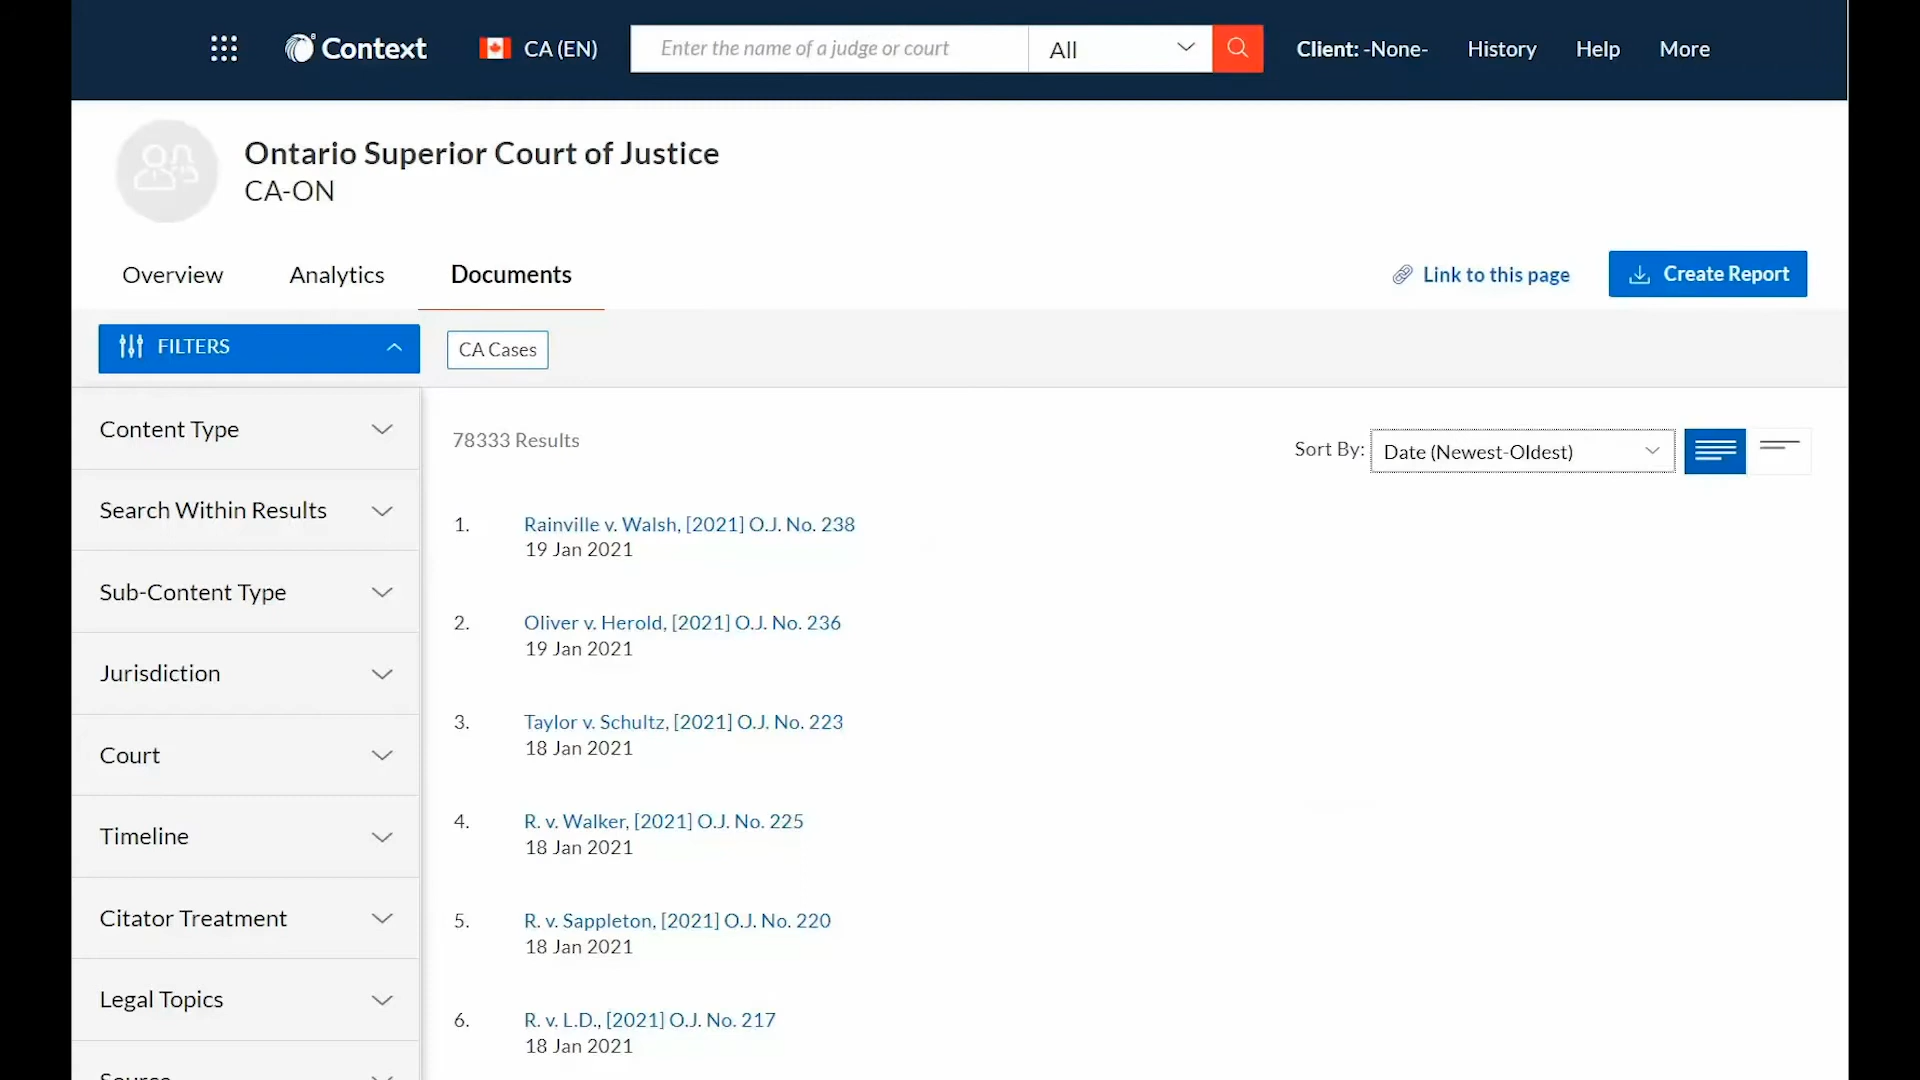 Context
CA (EN)
Enter the name of a judge or court
All
Client: -None-
History
Help
More
Ontario Superior Court of Justice
CA-ON
Overview
Analytics
Documents
Link to this page
Create Report
FILTERS
CA Cases
Content Type
Search Within Results
Sub-Content Type
Jurisdiction
Court
Timeline
Citator Treatment
Legal Topics
Source
78333 Results
Sort By:
Date (Newest-Oldest)
1. Rainville v. Walsh, [2021] O.J. No. 238
19 Jan 2021
2. Oliver v. Herold, [2021] O.J. No. 236
19 Jan 2021
3. Taylor v. Schultz, [2021] O.J. No. 223
18 Jan 2021
4. R. v. Walker, [2021] O.J. No. 225
18 Jan 2021
5. R. v. Sappleton, [2021] O.J. No. 220
18 Jan 2021
6. R. v. L.D., [2021] O.J. No. 217
18 Jan 2021